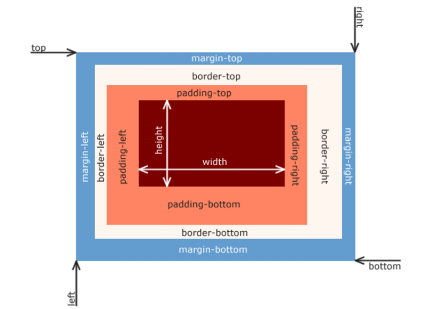 right
top
margin-top
border-top
padding-top
margin-left
border-left
padding-left
height
width
padding-right
border-right
margin-right
padding-bottom
border-bottom
margin-bottom
bottom
left